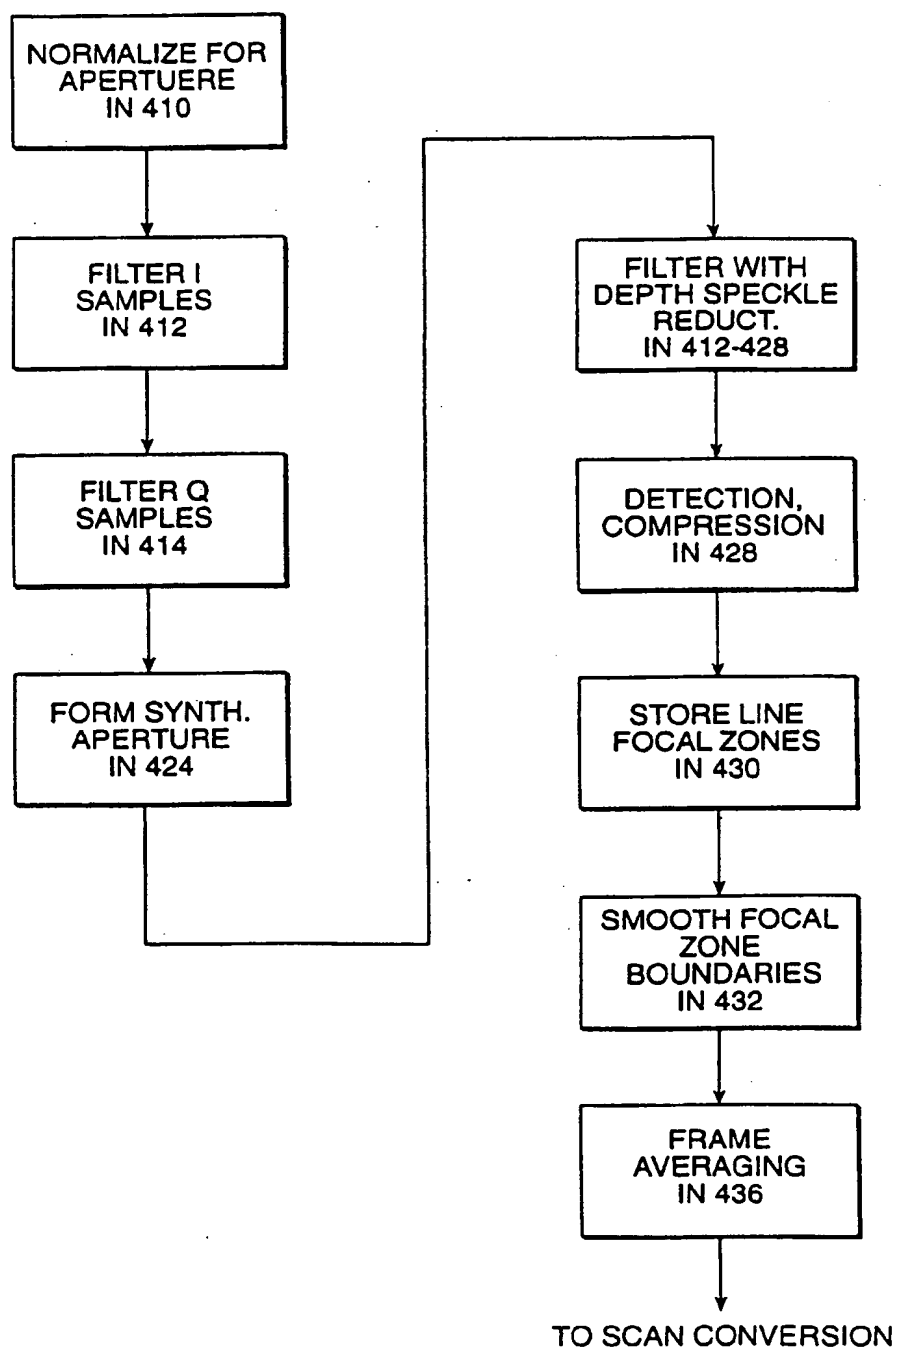 NORMALIZE FOR
APERTUERE
IN 410
FILTER I
SAMPLES
IN 412
FILTER Q
SAMPLES
IN 414
FORM SYNTH.
APERTURE
IN 424
FILTER WITH
DEPTH SPECKLE
REDUCT.
IN 412-428
DETECTION,
COMPRESSION
IN 428
STORE LINE
FOCAL ZONES
IN 430
SMOOTH FOCAL
ZONE
BOUNDARIES
IN 432
FRAME
AVERAGING
IN 436
TO SCAN CONVERSION